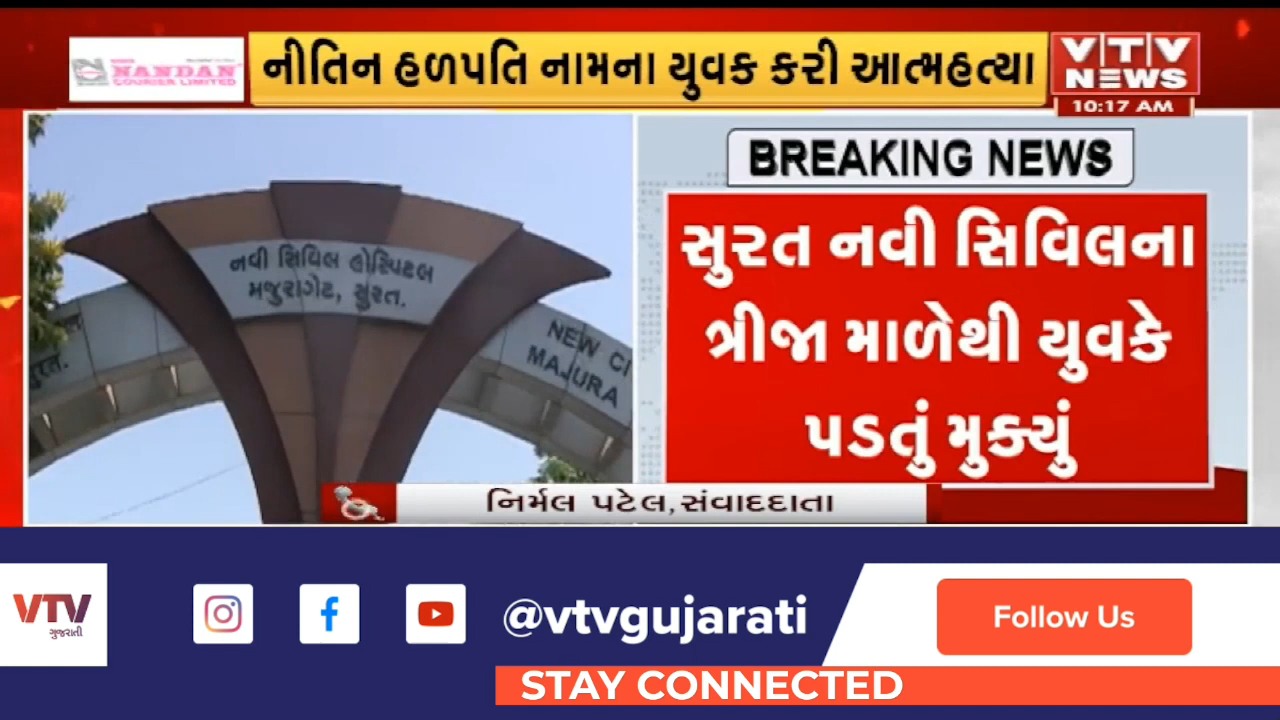 NANDAN
COURIER LIMITED
નીતિન હળપતિ નામના યુવક કરી આત્મહત્યા
VTV
NEWS
10:17 AM
નવી સિવિલ હોસ્પિટલ
મજુરાગેટ, સુરત.
NEW CI
MAJURA
BREAKING NEWS
સુરત નવી સિવિલના
ત્રીજા માળેથી યુવકે
પડતું મુક્યું
નિર્મલ પટેલ,સંવાદદાતા
VTV
ગુજરાતી
@vtvgujarati
Follow Us
STAY CONNECTED